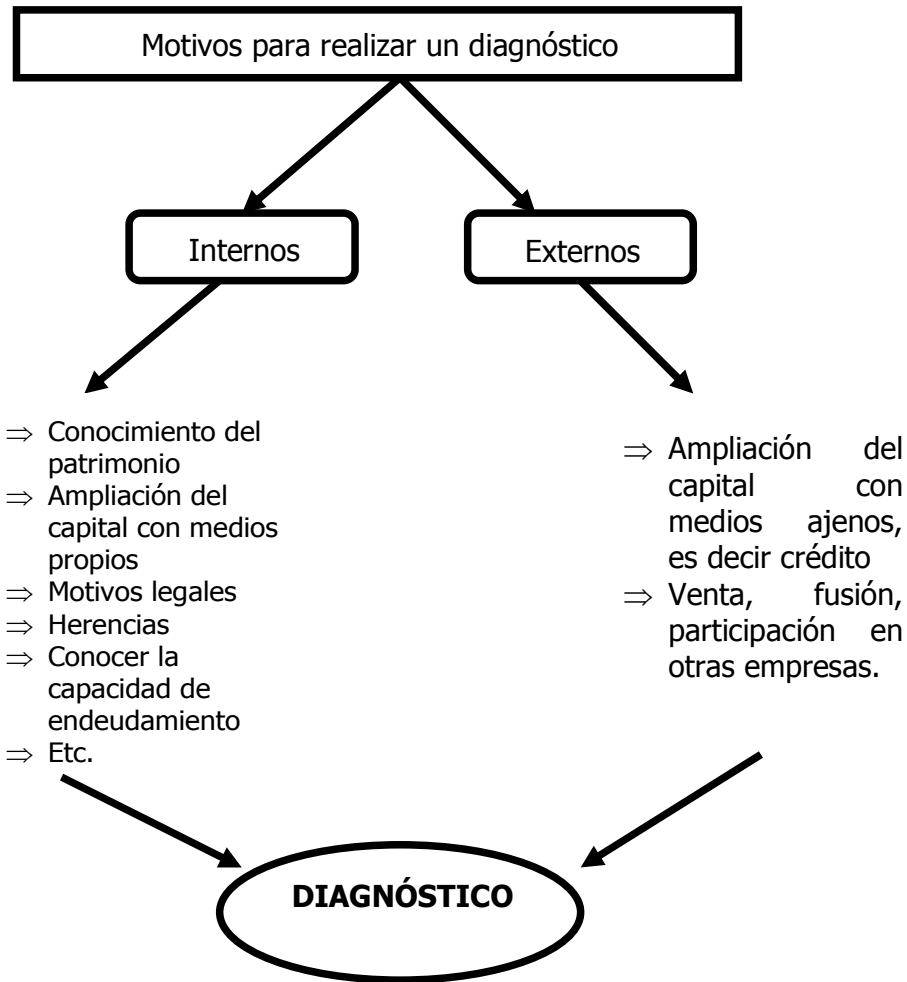 Motivos para realizar un diagnóstico
Internos
Externos
⇒ Conocimiento del
patrimonio
⇒ Ampliación del
capital con medios
propios
⇒ Motivos legales
⇒ Herencias
⇒ Conocer la
capacidad de
endeudamiento
⇒ Etc.
⇒ Ampliación del
capital con
medios ajenos,
es decir crédito
⇒ Venta, fusión,
participación en
otras empresas.
DIAGNÓSTICO